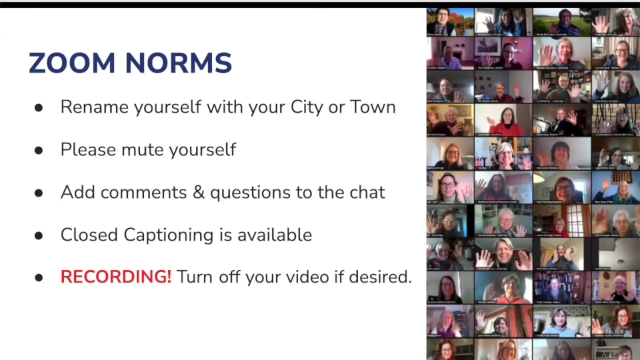 ZOOM NORMS
● Rename yourself with your City or Town
● Please mute yourself
● Add comments & questions to the chat
● Closed Captioning is available
● RECORDING! Turn off your video if desired.